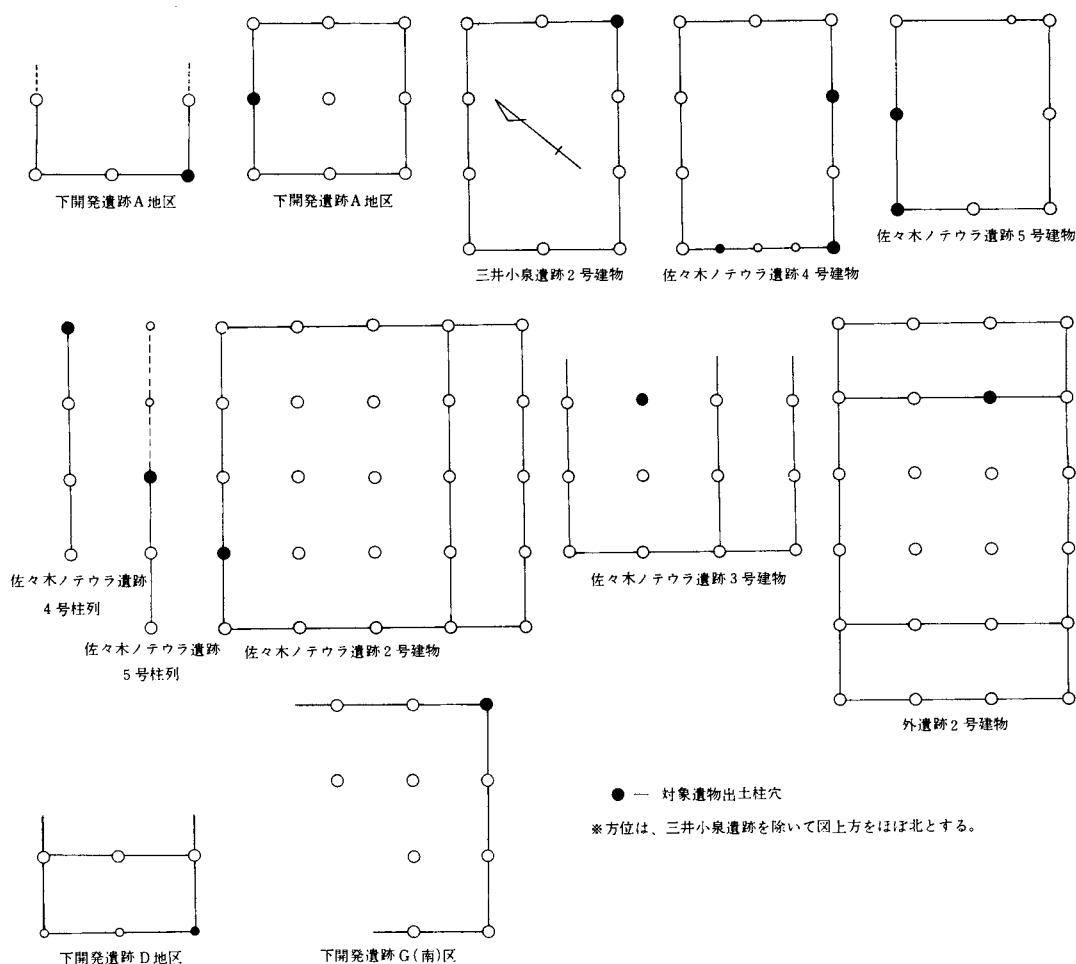 下開発遺跡A地区
下開発遺跡A地区
三井小泉遺跡2号建物
佐々木ノテウラ遺跡4号建物
佐々木ノテウラ遺跡5号建物
佐々木ノテウラ遺跡
4号柱列
佐々木ノテウラ遺跡
5号柱列
佐々木ノテウラ遺跡2号建物
佐々木ノテウラ遺跡3号建物
外遺跡2号建物
下開発遺跡D地区
下開発遺跡G(南)区
●― 対象遺物出土柱穴
※方位は、三井小泉遺跡を除いて図上方をほぼ北とする。